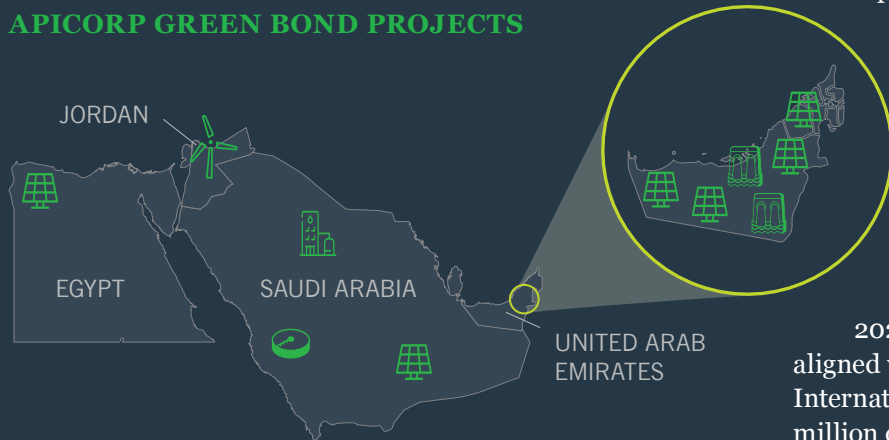 APICORP GREEN BOND PROJECTS
JORDAN
EGYPT
SAUDI ARABIA
UNITED ARAB
EMIRATES
aligned
Internat
million